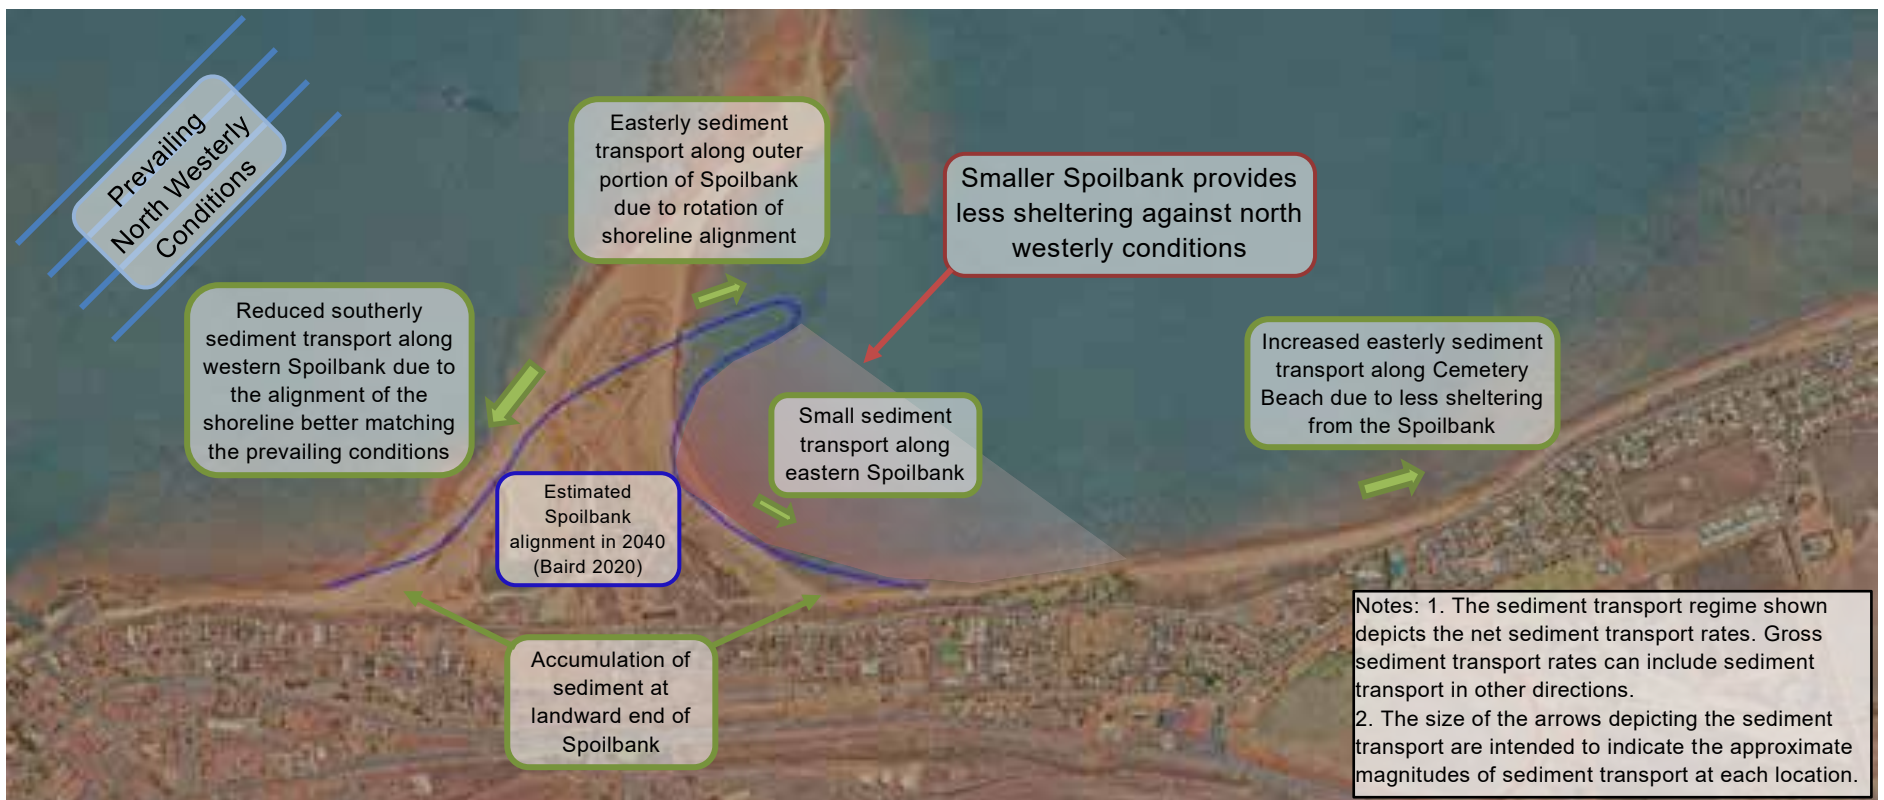 Prevailing
North Westerly
Conditions
Easterly sediment
transport along outer
portion of Spoilbank
due to rotation of
shoreline alignment
Smaller Spoilbank provides
less sheltering against north
westerly conditions
Reduced southerly
sediment transport along
western Spoilbank due to
the alignment of the
shoreline better matching
the prevailing conditions
Increased easterly sediment
transport along Cemetery
Beach due to less sheltering
from the Spoilbank
Small sediment
transport along
eastern Spoilbank
Estimated
Spoilbank
alignment in 2040
(Baird 2020)
Accumulation of
sediment at
landward end of
Spoilbank
Notes: 1. The sediment transport regime shown
depicts the net sediment transport rates. Gross
sediment transport rates can include sediment
transport in other directions.
2. The size of the arrows depicting the sediment
transport are intended to indicate the approximate
magnitudes of sediment transport at each location.